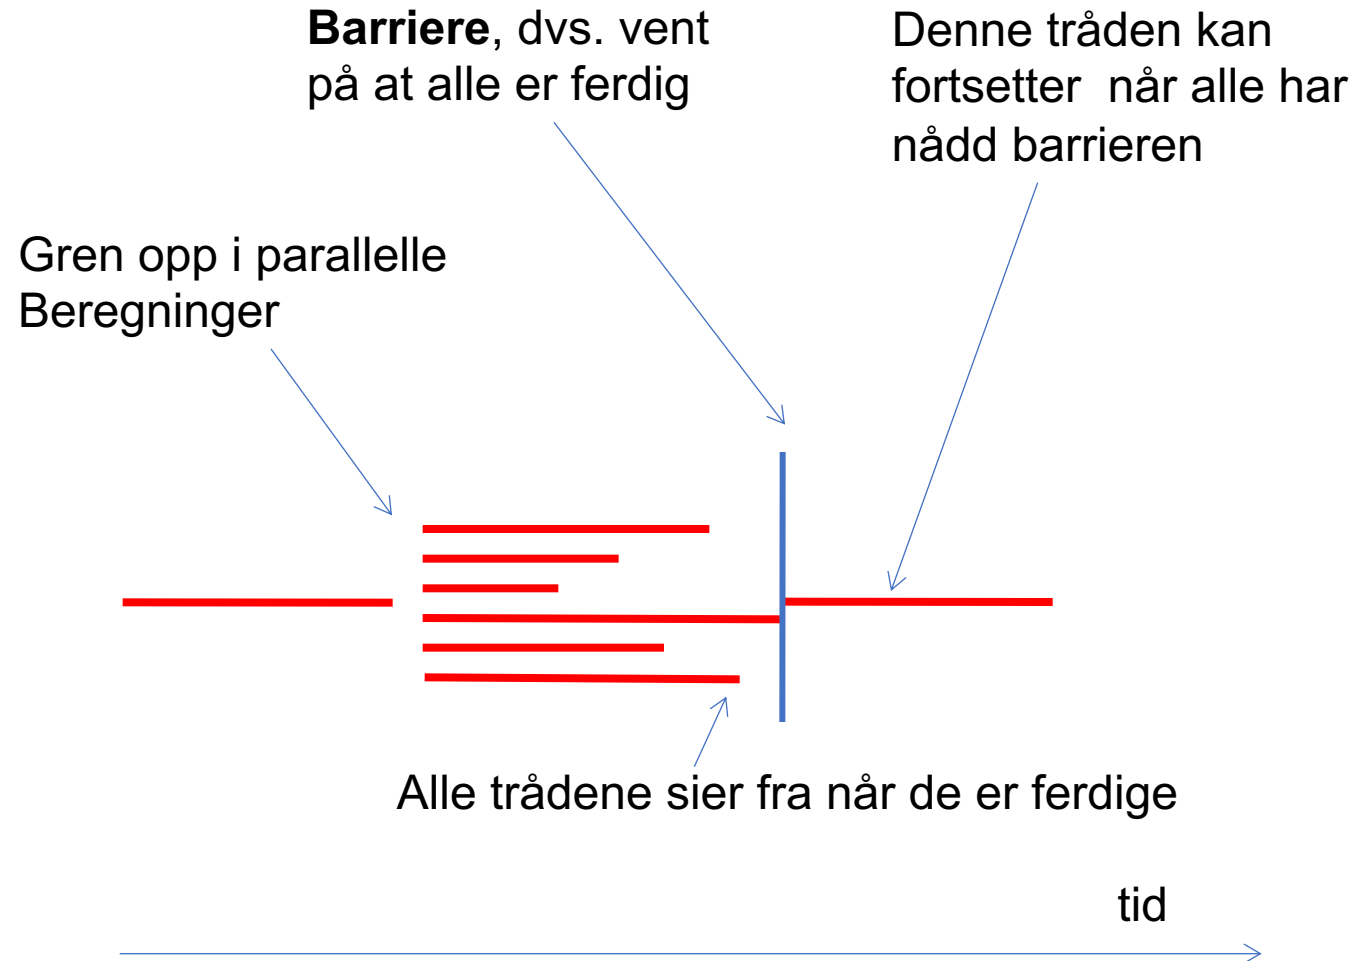 Barriere, dvs. vent
på at alle er ferdig
Denne tråden kan
fortsetter  når alle har
nådd barrieren
Gren opp i parallelle
Beregninger
Alle trådene sier fra når de er ferdige
tid